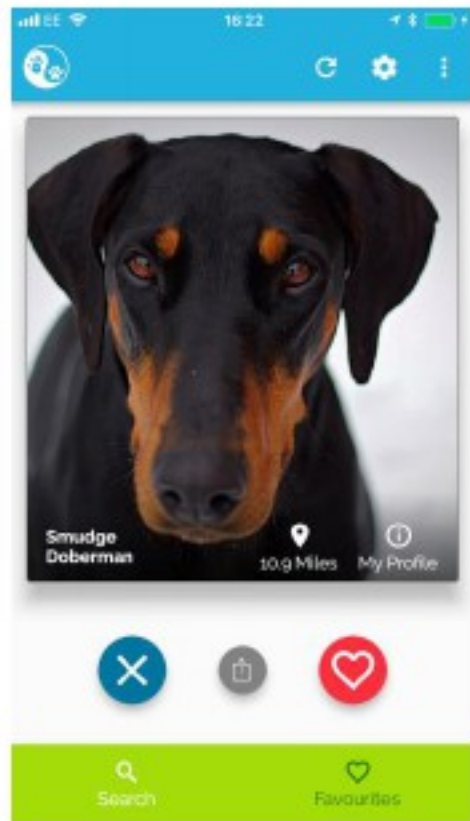 EE 16:22
Smudge
Doberman
10.9 Miles My Profile
Search Favourites